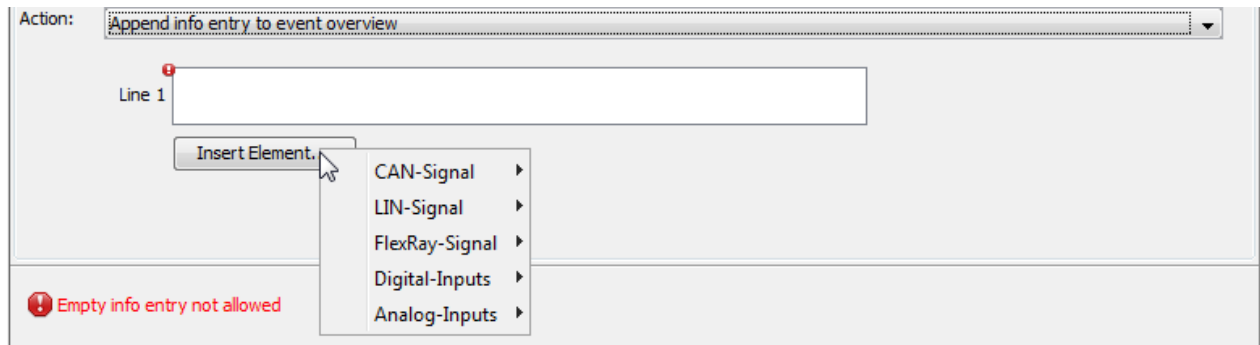 Action:
Append info entry to event overview
Line 1
Insert Element.
CAN-Signal
LIN-Signal
FlexRay-Signal
Digital-Inputs
Analog-Inputs
Empty info entry not allowed